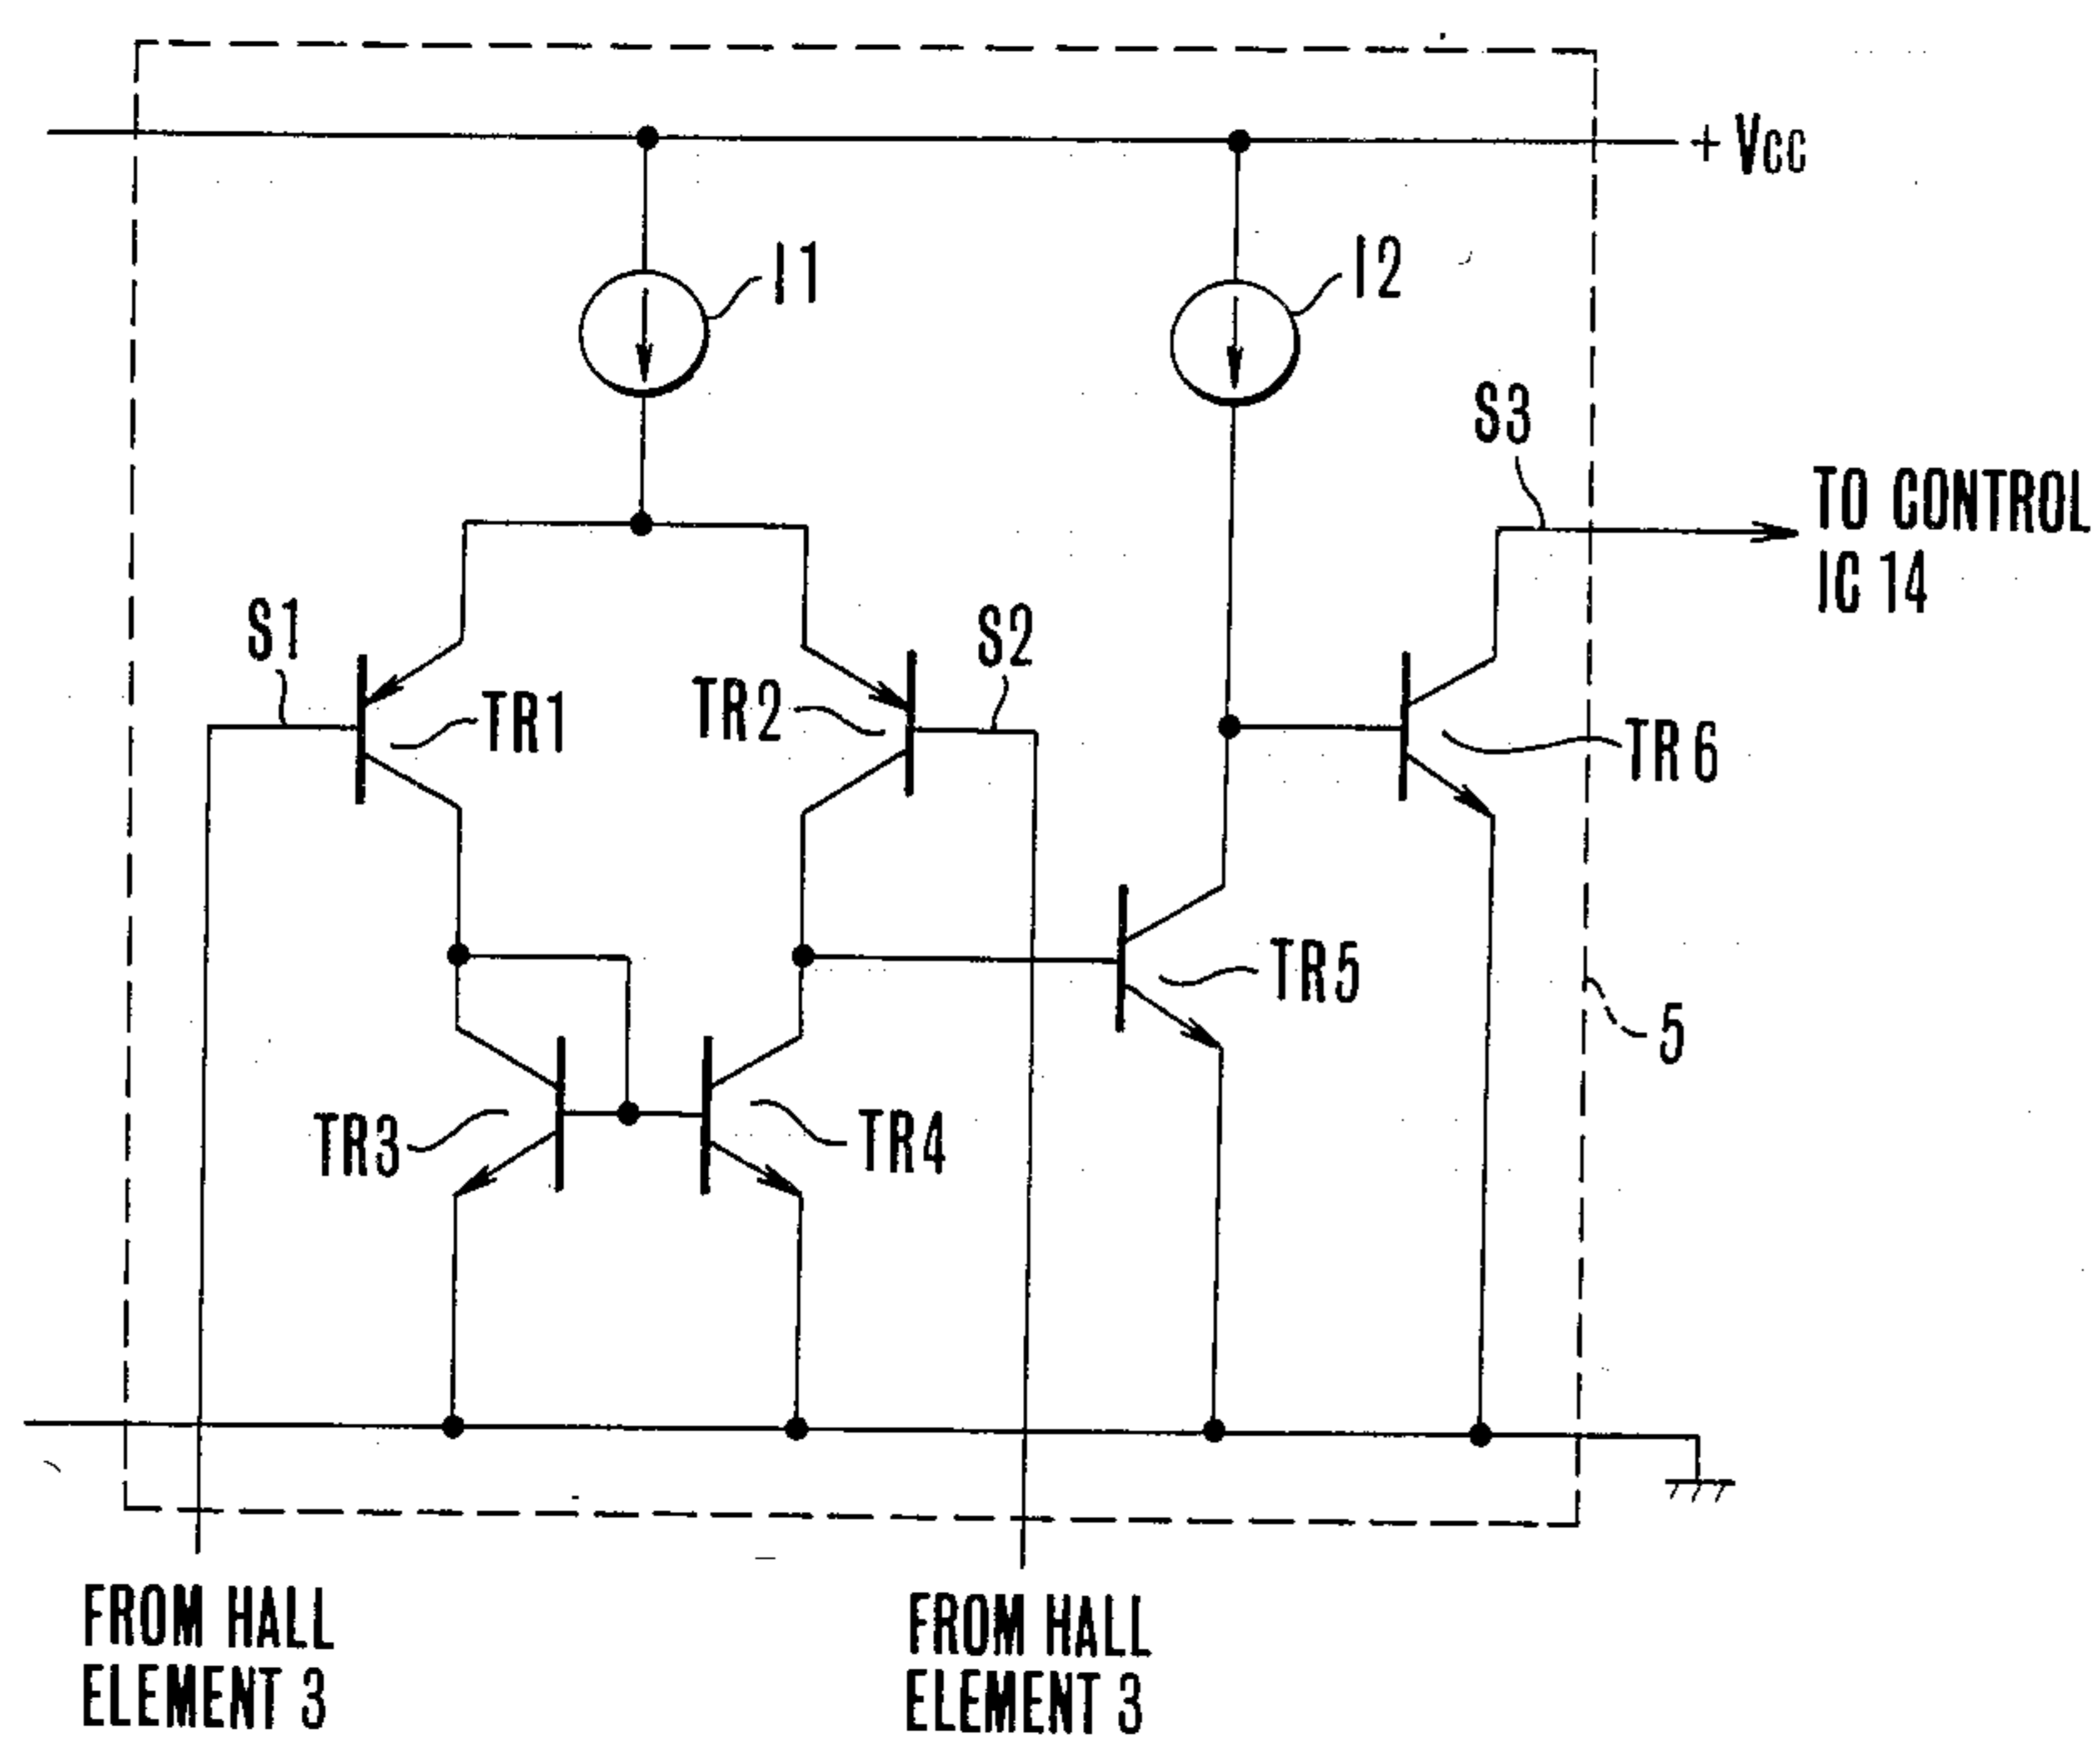 + Vcc
I1
I2
S3
TO CONTROL
IC 14
S1
S2
TR1
TR2
TR6
TR5
5
TR3
TR4
FROM HALL
ELEMENT 3
FROM HALL
ELEMENT 3